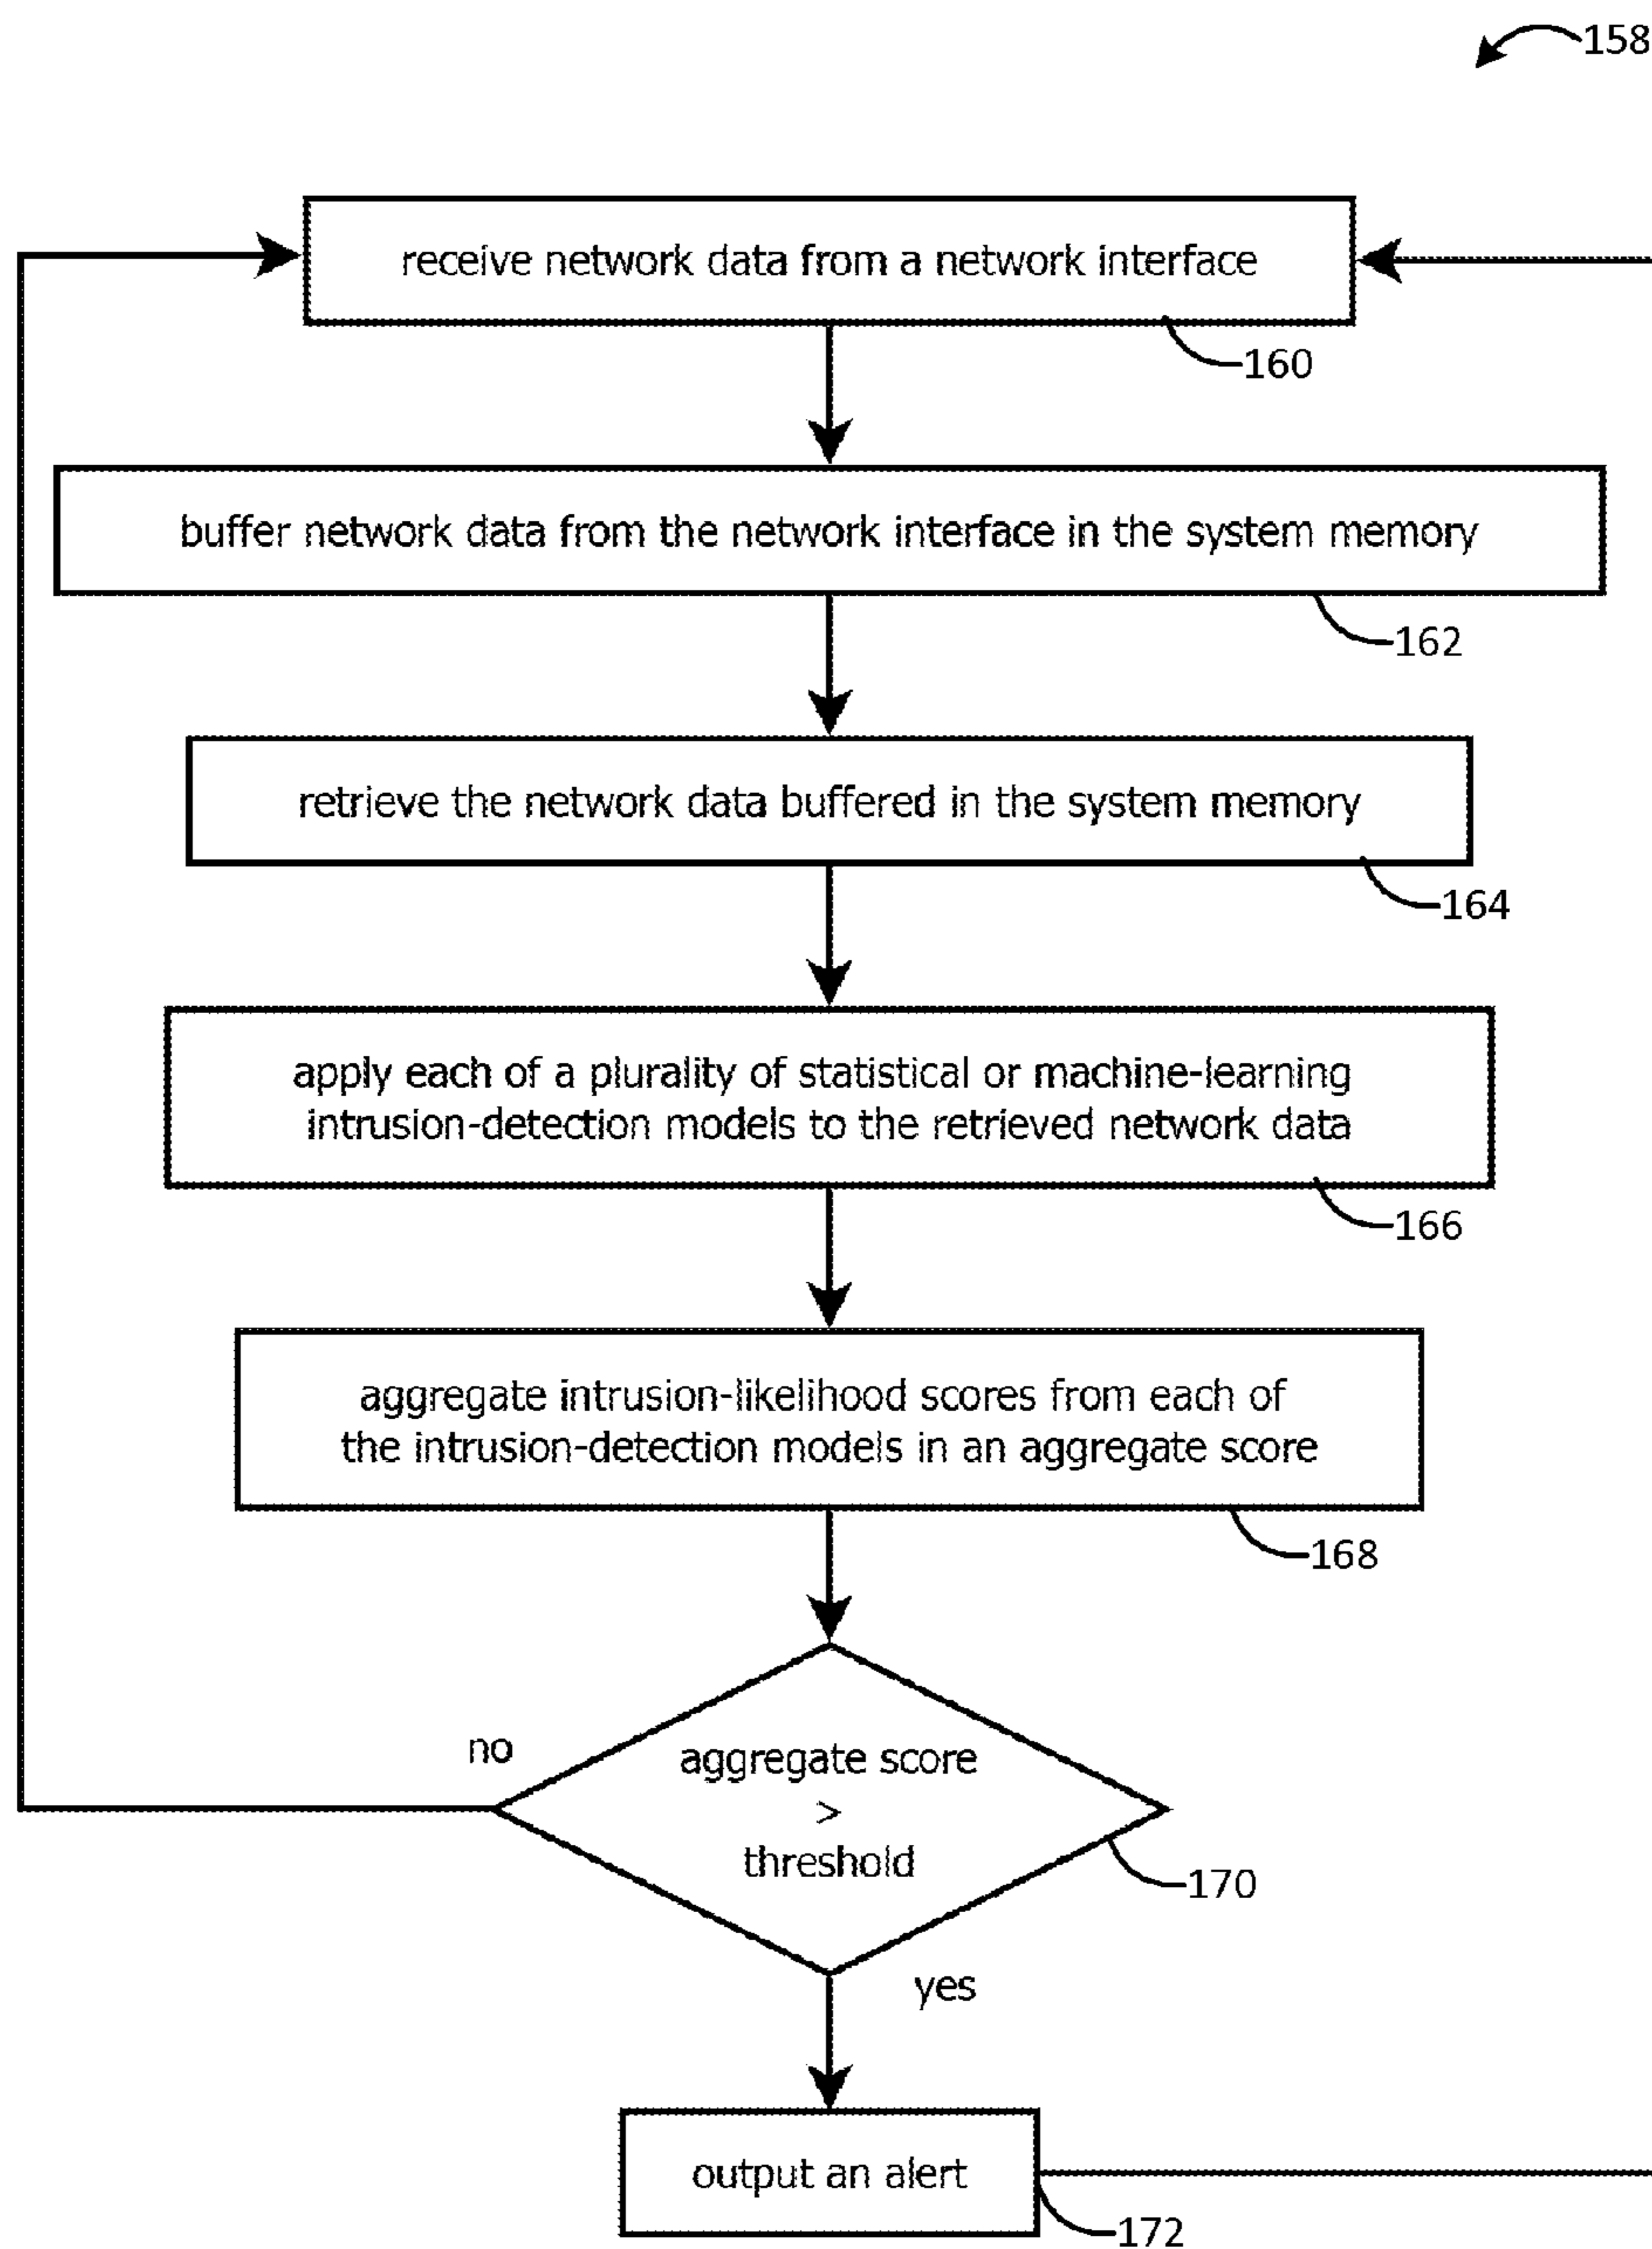 158
receive network data from a network interface
160
buffer network data from the network interface in the system memory
162
retrieve the network data buffered in the system memory
164
apply each of a plurality of statistical or machine-learning
intrusion-detection models to the retrieved network data
166
aggregate intrusion-likelihood scores from each of
the intrusion-detection models in an aggregate score
168
no
aggregate score
>
threshold
170
yes
output an alert
172